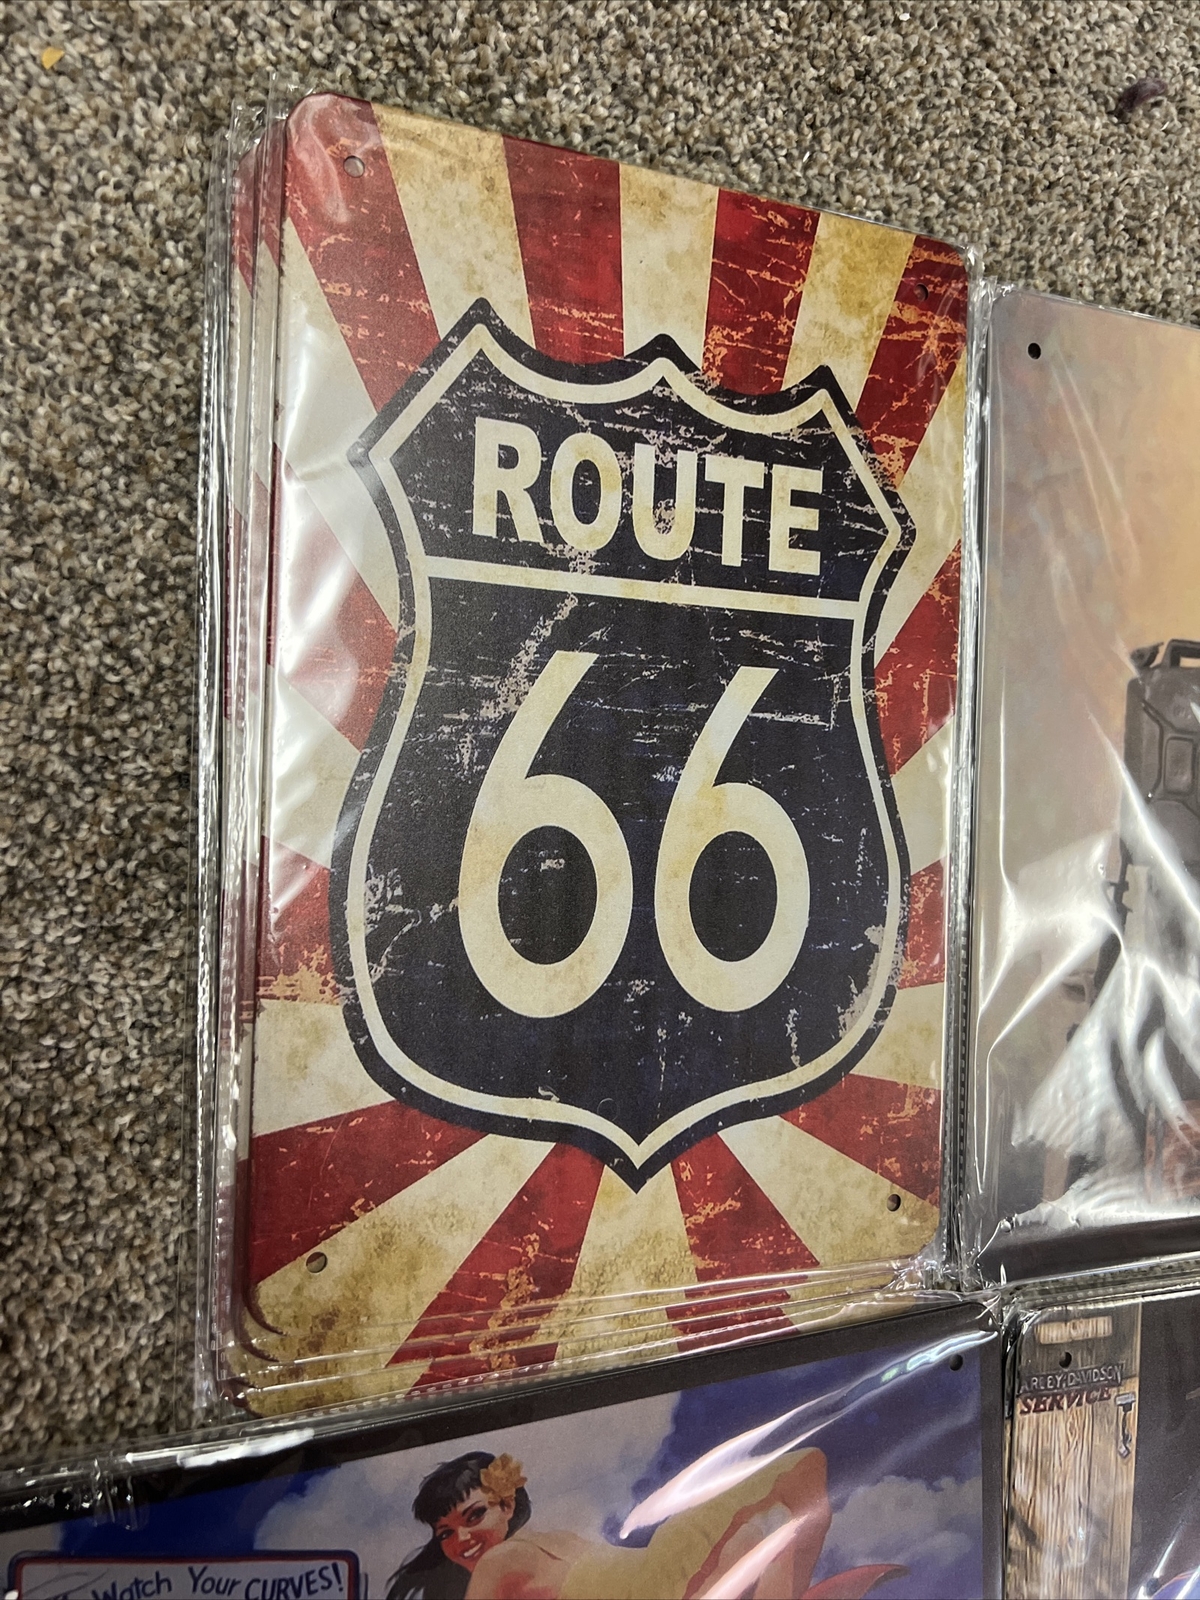 ROUTE
66
Watch Your CURVES!
ARLEY-DAVIDSON
SERVICE